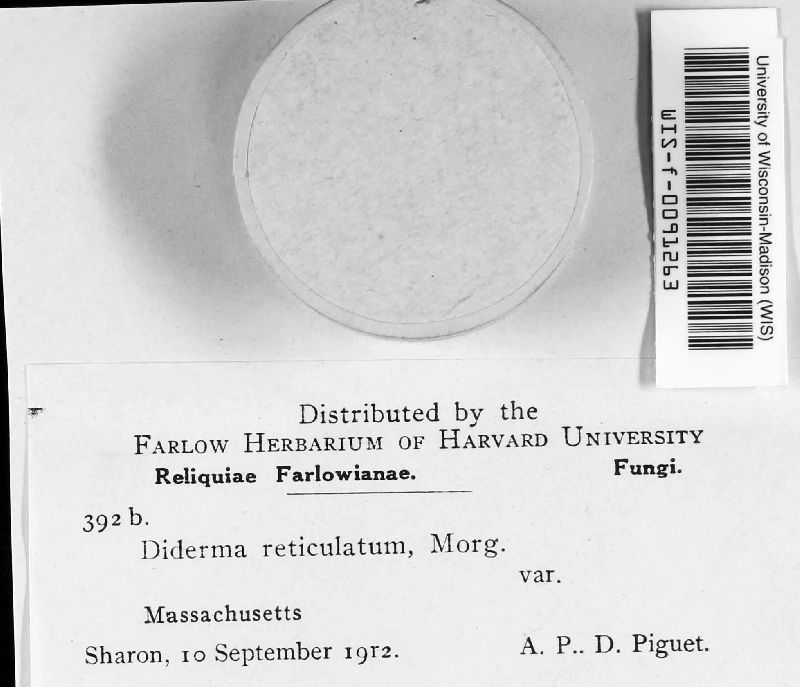 University of Wisconsin-Madison (WIS)
WIS-f-0091263
Distributed by the
FARLOW HERBARIUM OF HARVARD UNIVERSITY
Reliquiae Farlowianae. Fungi.
392 b.
Diderma reticulatum, Morg.
var.
Massachusetts
Sharon, 10 September 1912. A. P.. D. Piguet.